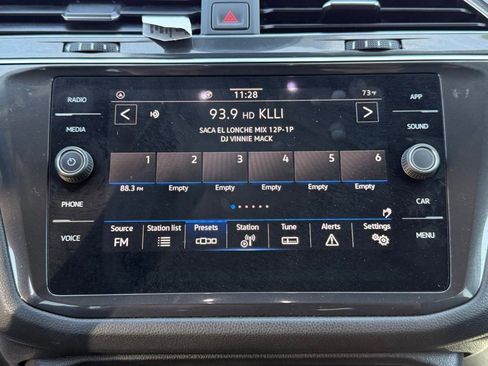 11:28
73°F
RADIO
APP
93.9 HD KLLI
MEDIA
SOUND
SACA EL LONCHE MIX 12P-1P
DJ VINNIE MACK
1 2 3 4 5 6
88.3 FM Empty Empty Empty Empty Empty
PHONE
CAR
VOICE
MENU
Source Station list Presets Station Tune Alerts Settings
FM